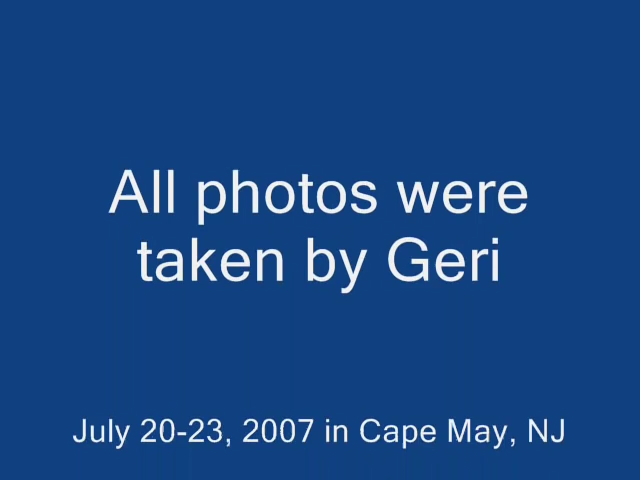 All photos were
taken by Geri
July 20-23, 2007 in Cape May, NJ